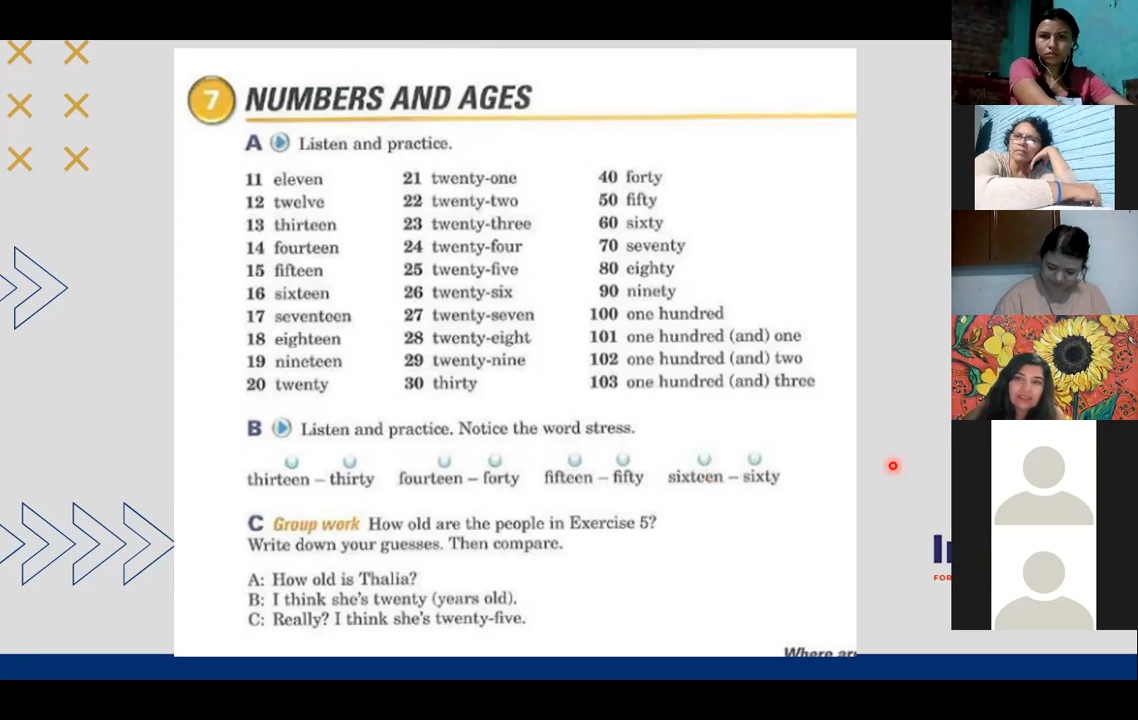 7 NUMBERS AND AGES
A Listen and practice.
11 eleven
12 twelve
13 thirteen
14 fourteen
15 fifteen
16 sixteen
17 seventeen
18 eighteen
19 nineteen
20 twenty
21 twenty-one
22 twenty-two
23 twenty-three
24 twenty-four
25 twenty-five
26 twenty-six
27 twenty-seven
28 twenty-eight
29 twenty-nine
30 thirty
40 forty
50 fifty
60 sixty
70 seventy
80 eighty
90 ninety
100 one hundred
101 one hundred (and) one
102 one hundred (and) two
103 one hundred (and) three
B Listen and practice. Notice the word stress.
thirteen – thirty fourteen – forty fifteen – fifty sixteen – sixty
C Group work How old are the people in Exercise 5?
Write down your guesses. Then compare.
A: How old is Thalia?
B: I think she's twenty (years old).
C: Really? I think she's twenty-five.
Where
FOR